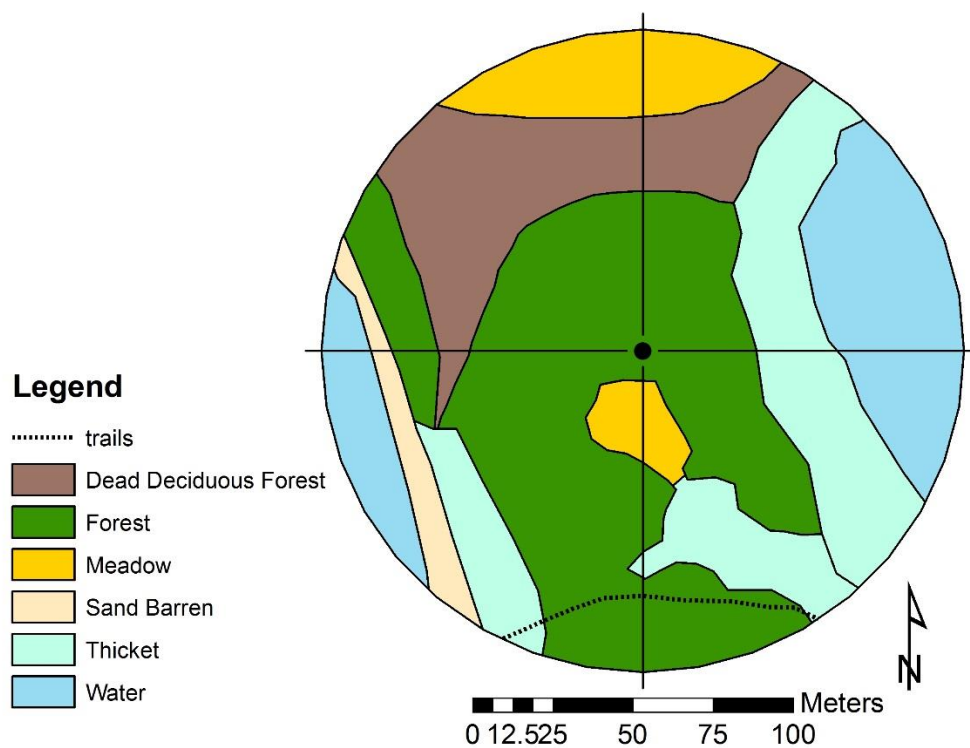 Legend
trails
Dead Deciduous Forest
Forest
Meadow
Sand Barren
Thicket
Water
N
Meters
0 12.525 50 75 100